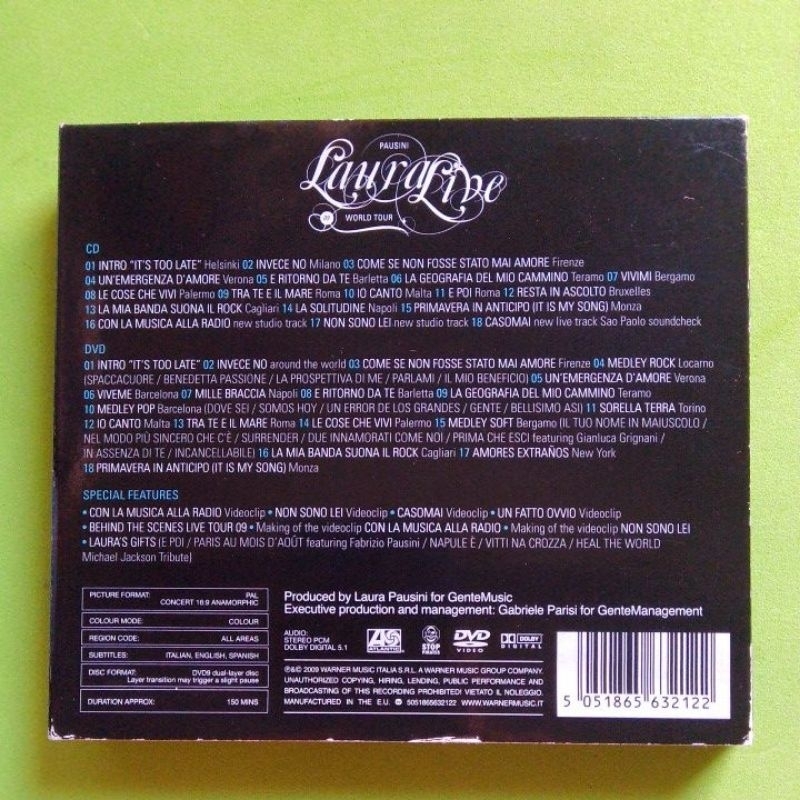 PAUSINI
Laura Live
09 WORLD TOUR
CD
01 INTRO "IT'S TOO LATE" Helsinki 02 INVECE NO Milano 03 COME SE NON FOSSE STATO MAI AMORE Firenze
04 UN'EMERGENZA D'AMORE Verona 05 E RITORNO DA TE Barletta 06 LA GEOGRAFIA DEL MIO CAMMINO Teramo 07 VIVIMI Bergamo
08 LE COSE CHE VIVI Palermo 09 TRA TE E IL MARE Roma 10 IO CANTO Malta 11 E POI Roma 12 RESTA IN ASCOLTO Bruxelles
13 LA MIA BANDA SUONA IL ROCK Cagliari 14 LA SOLITUDINE Napoli 15 PRIMAVERA IN ANTICIPO (IT IS MY SONG) Monza
16 CON LA MUSICA ALLA RADIO new studio track 17 NON SONO LEI new studio track 18 CASOMAI new live track Sao Paolo soundcheck
DVD
01 INTRO "IT'S TOO LATE" 02 INVECE NO around the world 03 COME SE NON FOSSE STATO MAI AMORE Firenze 04 MEDLEY ROCK Locarno
(SPACCACUORE / BENEDETTA PASSIONE / LA PROSPETTIVA DI ME / PARLAMI / IL MIO BENEFICIO) 05 UN'EMERGENZA D'AMORE Verona
06 VIVEME Barcelona 07 MILLE BRACCIA Napoli 08 E RITORNO DA TE Barletta 09 LA GEOGRAFIA DEL MIO CAMMINO Teramo
10 MEDLEY POP Barcelona (DOVE SEI / SOMOS HOY / UN ERROR DE LOS GRANDES / GENTE / BELLISIMO ASI) 11 SORELLA TERRA Torino
12 IO CANTO Malta 13 TRA TE E IL MARE Roma 14 LE COSE CHE VIVI Palermo 15 MEDLEY SOFT Bergamo (IL TUO NOME IN MAIUSCOLO /
NEL MODO PIÙ SINCERO CHE C'È / SURRENDER / DUE INNAMORATI COME NOI / PRIMA CHE ESCI featuring Gianluca Grignani /
IN ASSENZA DI TE / INCANCELLABILE) 16 LA MIA BANDA SUONA IL ROCK Cagliari 17 AMORES EXTRAÑOS New York
18 PRIMAVERA IN ANTICIPO (IT IS MY SONG) Monza
SPECIAL FEATURES
• CON LA MUSICA ALLA RADIO Videoclip • NON SONO LEI Videoclip • CASOMAI Videoclip • UN FATTO OVVIO Videoclip
• BEHIND THE SCENES LIVE TOUR 09 • Making of the videoclip CON LA MUSICA ALLA RADIO • Making of the videoclip NON SONO LEI
• LAURA'S GIFTS (E POI / PARIS AU MOIS D'AOÛT featuring Fabrizio Pausini / NAPULE È / VITTI NA CROZZA / HEAL THE WORLD
Michael Jackson Tribute)
PICTURE FORMAT: PAL
CONCERT 16:9 ANAMORPHIC
COLOUR MODE: COLOUR
REGION CODE: ALL AREAS
SUBTITLES: ITALIAN, ENGLISH, SPANISH
DISC FORMAT: DVD9 dual-layer disc
Layer transition may trigger a slight pause
DURATION APPROX: 150 MINS
Produced by Laura Pausini for GenteMusic
Executive production and management: Gabriele Parisi for GenteManagement
AUDIO:
STEREO PCM
DOLBY DIGITAL 5.1
ATLANTIC
STOP PIRATES
DVD VIDEO
DOLBY DIGITAL
℗&© 2009 WARNER MUSIC ITALIA S.R.L. A WARNER MUSIC GROUP COMPANY.
UNAUTHORIZED COPYING, HIRING, LENDING, PUBLIC PERFORMANCE AND
BROADCASTING OF THIS RECORDING PROHIBITED! VIETATO IL NOLEGGIO.
MANUFACTURED IN THE E.U. 5051865632122 WWW.WARNERMUSIC.IT
5 051865 632122